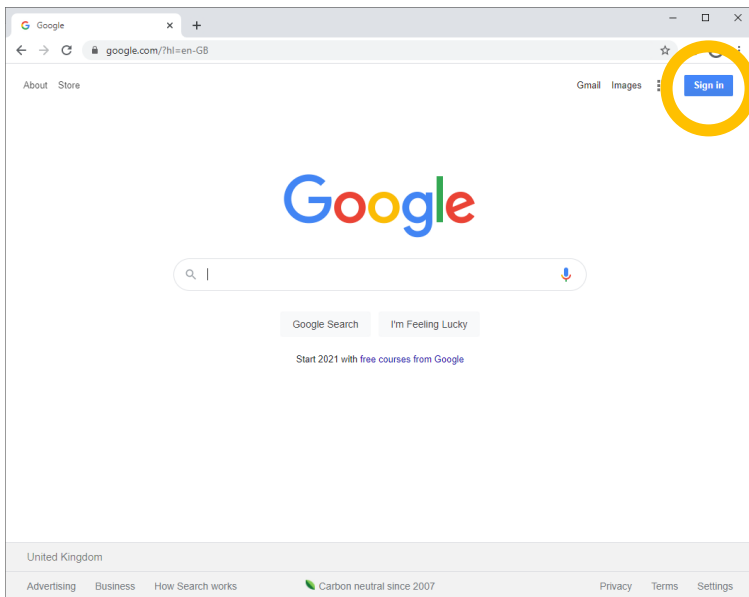 Google
google.com/?hl=en-GB
About Store Gmail Images Sign in
Google
Google Search I'm Feeling Lucky
Start 2021 with free courses from Google
United Kingdom
Advertising Business How Search works Carbon neutral since 2007 Privacy Terms Settings